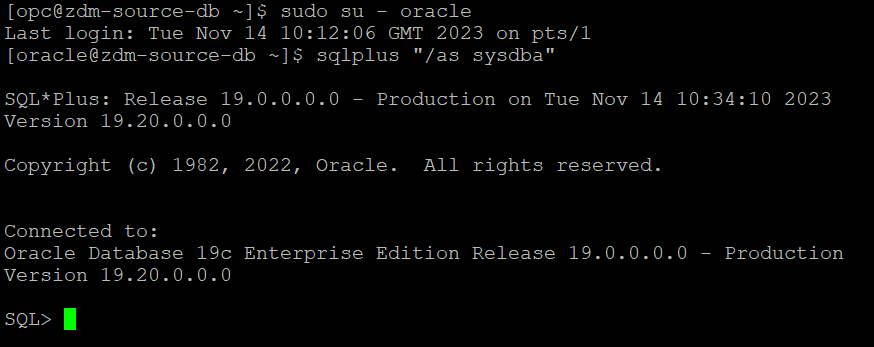 [opc@zdm-source-db ~]$ sudo su - oracle
Last login: Tue Nov 14 10:12:06 GMT 2023 on pts/1
[oracle@zdm-source-db ~]$ sqlplus "/as sysdba"
SQL*Plus: Release 19.0.0.0.0 - Production on Tue Nov 14 10:34:10 2023
Version 19.20.0.0.0
Copyright (c) 1982, 2022, Oracle.  All rights reserved.
Connected to:
Oracle Database 19c Enterprise Edition Release 19.0.0.0.0 - Production
Version 19.20.0.0.0
SQL>